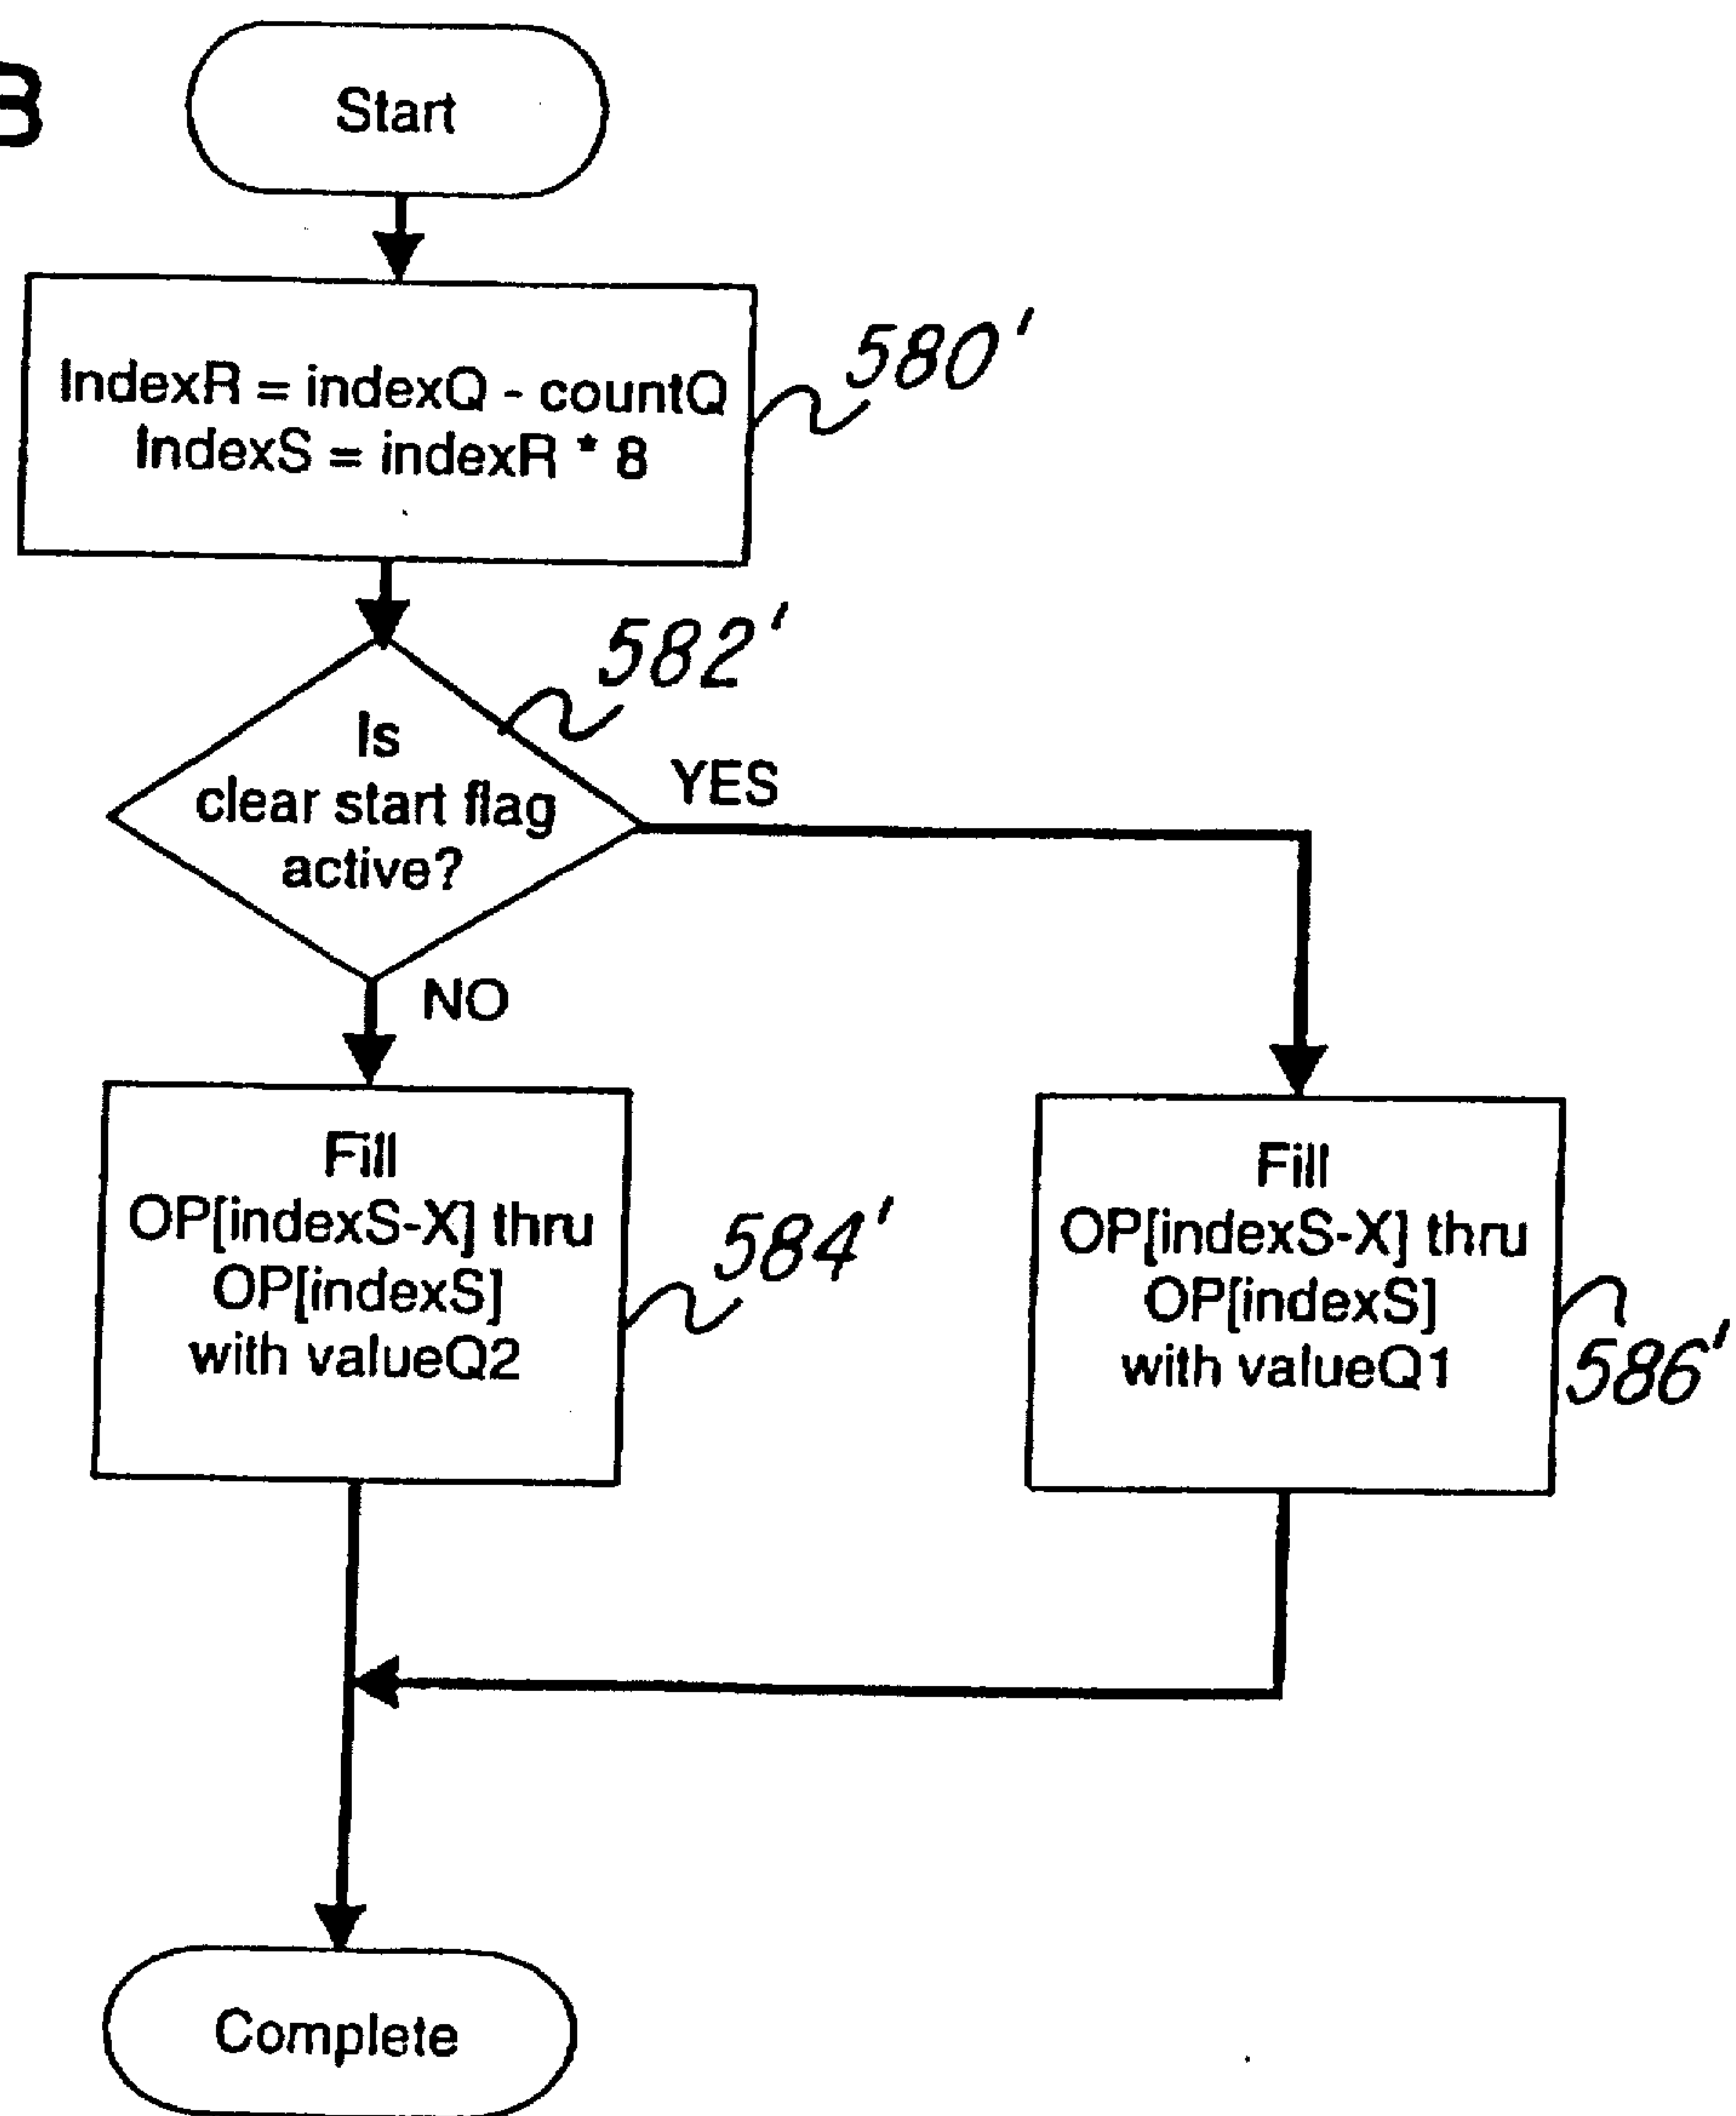 B
Start
IndexR = indexQ - countQ
IndexS = indexR * 8
580'
582'
Is
clear start flag
active?
YES
NO
Fill
OP[indexS-X] thru
OP[indexS]
with valueQ2
584'
Fill
OP[indexS-X] thru
OP[indexS]
with valueQ1
586'
Complete